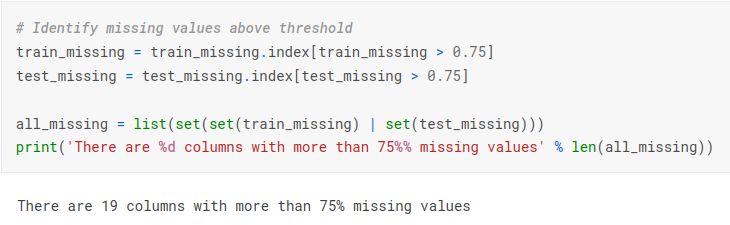 # Identify missing values above threshold
train_missing = train_missing.index[train_missing > 0.75]
test_missing = test_missing.index[test_missing > 0.75]
all_missing = list(set(set(train_missing) | set(test_missing)))
print('There are %d columns with more than 75%% missing values' % len(all_missing))
There are 19 columns with more than 75% missing values